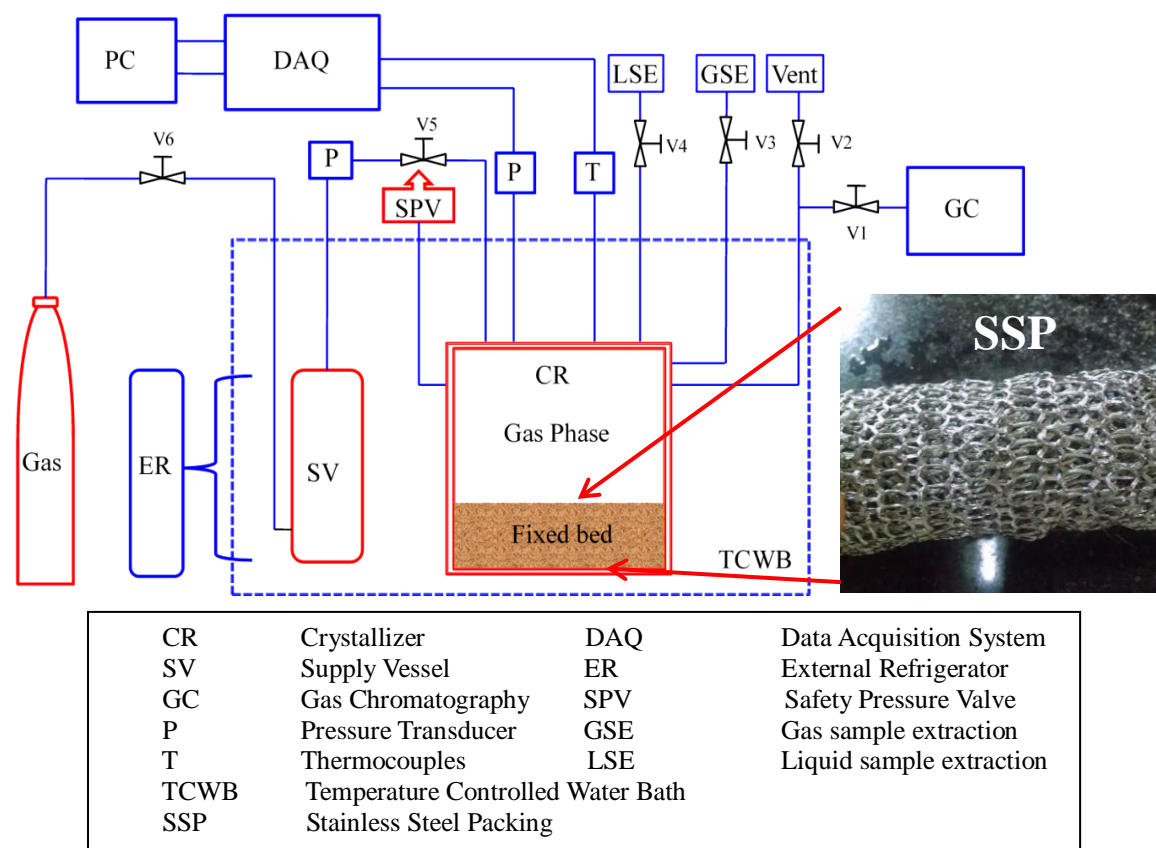 PC
DAQ
LSE
GSE
Vent
V6
V5
V4
V3
V2
P
P
T
SPV
V1
GC
SSP
CR
Gas Phase
Gas
ER
SV
Fixed bed
TCWB
CR Crystallizer DAQ Data Acquisition System
SV Supply Vessel ER External Refrigerator
GC Gas Chromatography SPV Safety Pressure Valve
P Pressure Transducer GSE Gas sample extraction
T Thermocouples LSE Liquid sample extraction
TCWB Temperature Controlled Water Bath
SSP Stainless Steel Packing